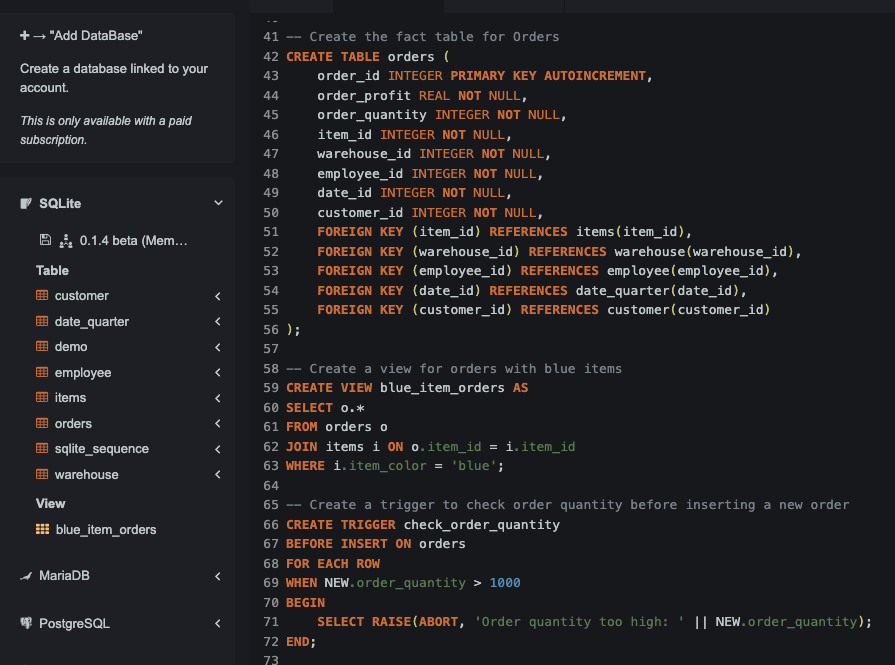 + → "Add DataBase"
Create a database linked to your
account.
This is only available with a paid
subscription.
SQLite
0.1.4 beta (Mem...
Table
customer
date_quarter
demo
employee
items
orders
sqlite_sequence
warehouse
View
blue_item_orders
MariaDB
PostgreSQL
41 -- Create the fact table for Orders
42 CREATE TABLE orders (
43     order_id INTEGER PRIMARY KEY AUTOINCREMENT,
44     order_profit REAL NOT NULL,
45     order_quantity INTEGER NOT NULL,
46     item_id INTEGER NOT NULL,
47     warehouse_id INTEGER NOT NULL,
48     employee_id INTEGER NOT NULL,
49     date_id INTEGER NOT NULL,
50     customer_id INTEGER NOT NULL,
51     FOREIGN KEY (item_id) REFERENCES items(item_id),
52     FOREIGN KEY (warehouse_id) REFERENCES warehouse(warehouse_id),
53     FOREIGN KEY (employee_id) REFERENCES employee(employee_id),
54     FOREIGN KEY (date_id) REFERENCES date_quarter(date_id),
55     FOREIGN KEY (customer_id) REFERENCES customer(customer_id)
56 );
57
58 -- Create a view for orders with blue items
59 CREATE VIEW blue_item_orders AS
60 SELECT o.*
61 FROM orders o
62 JOIN items i ON o.item_id = i.item_id
63 WHERE i.item_color = 'blue';
64
65 -- Create a trigger to check order quantity before inserting a new order
66 CREATE TRIGGER check_order_quantity
67 BEFORE INSERT ON orders
68 FOR EACH ROW
69 WHEN NEW.order_quantity > 1000
70 BEGIN
71     SELECT RAISE(ABORT, 'Order quantity too high: ' || NEW.order_quantity);
72 END;
73